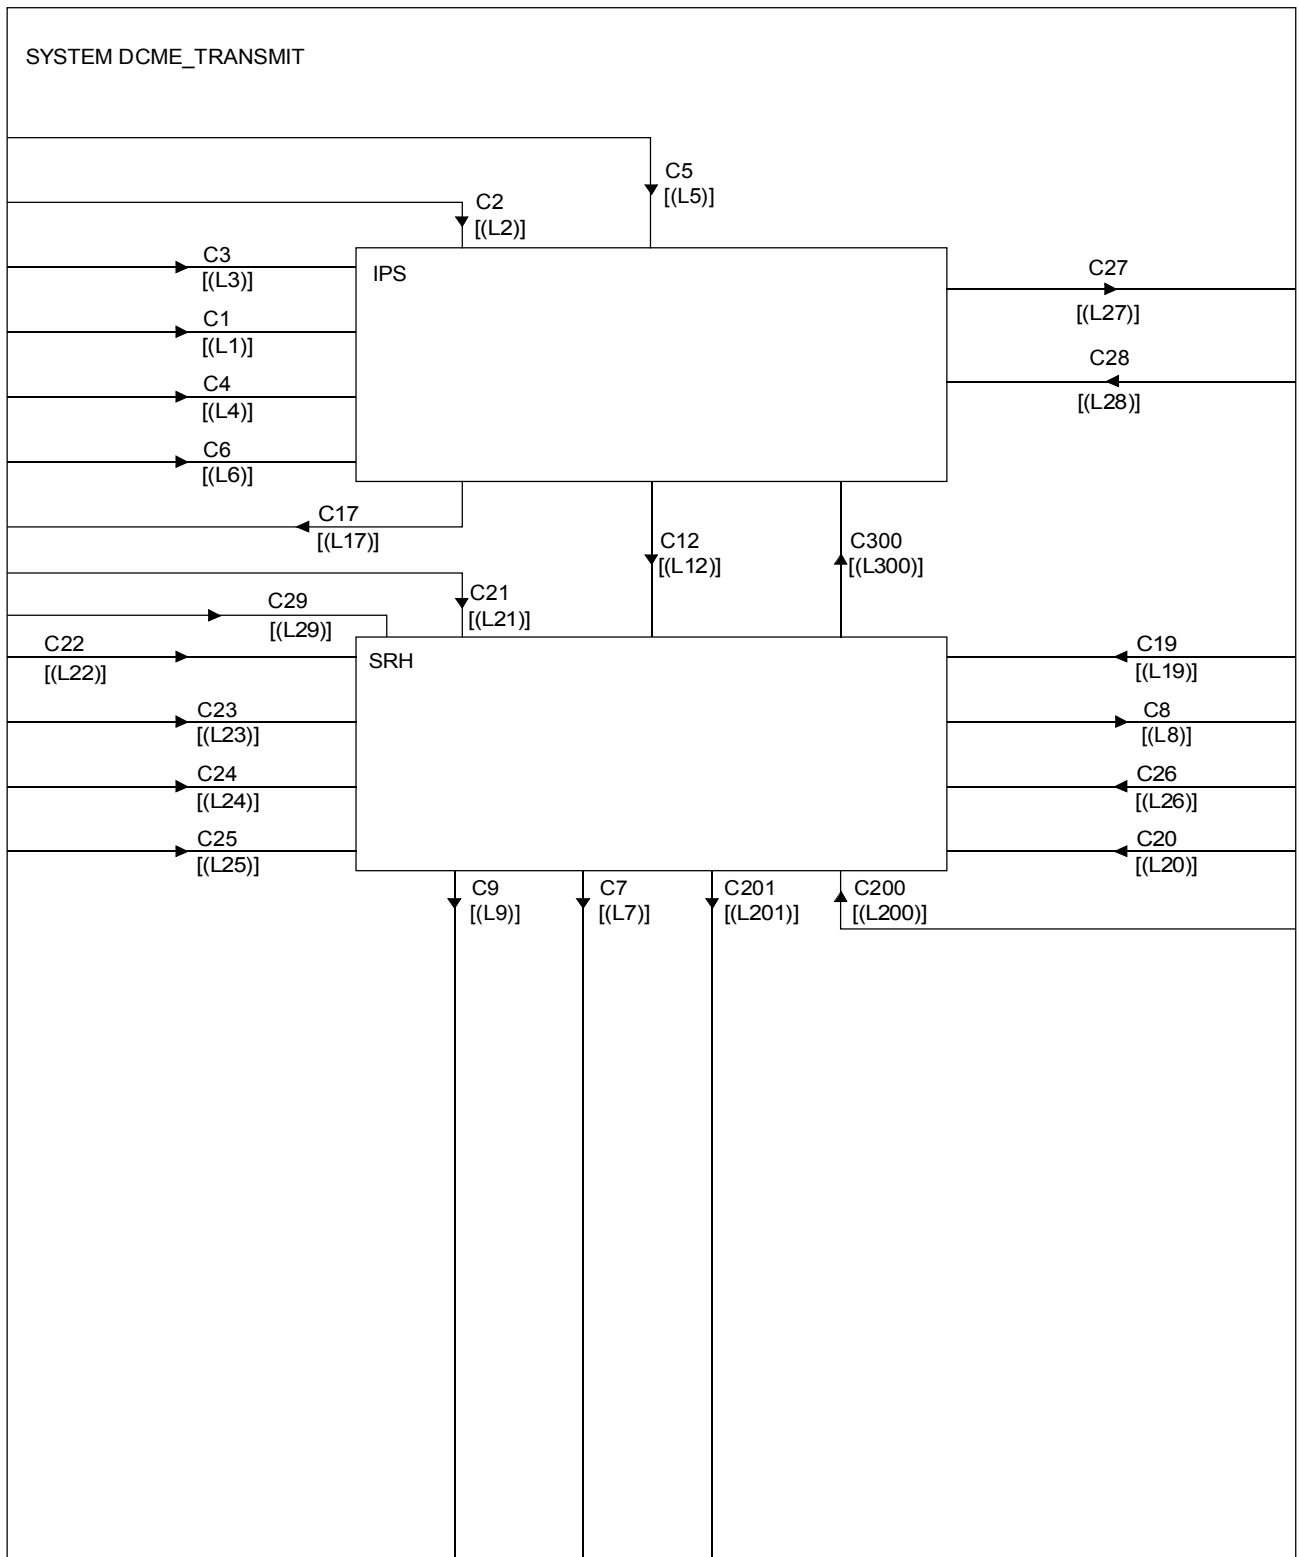 SYSTEM DCME_TRANSMIT
C5
[(L5)]
C2
[(L2)]
C3
[(L3)]
IPS
C27
[(L27)]
C1
[(L1)]
C28
[(L28)]
C4
[(L4)]
C6
[(L6)]
C17
[(L17)]
C12
[(L12)]
C300
[(L300)]
C21
[(L21)]
C29
[(L29)]
C22
[(L22)]
SRH
C19
[(L19)]
C23
[(L23)]
C8
[(L8)]
C24
[(L24)]
C26
[(L26)]
C25
[(L25)]
C20
[(L20)]
C9
[(L9)]
C7
[(L7)]
C201
[(L201)]
C200
[(L200)]